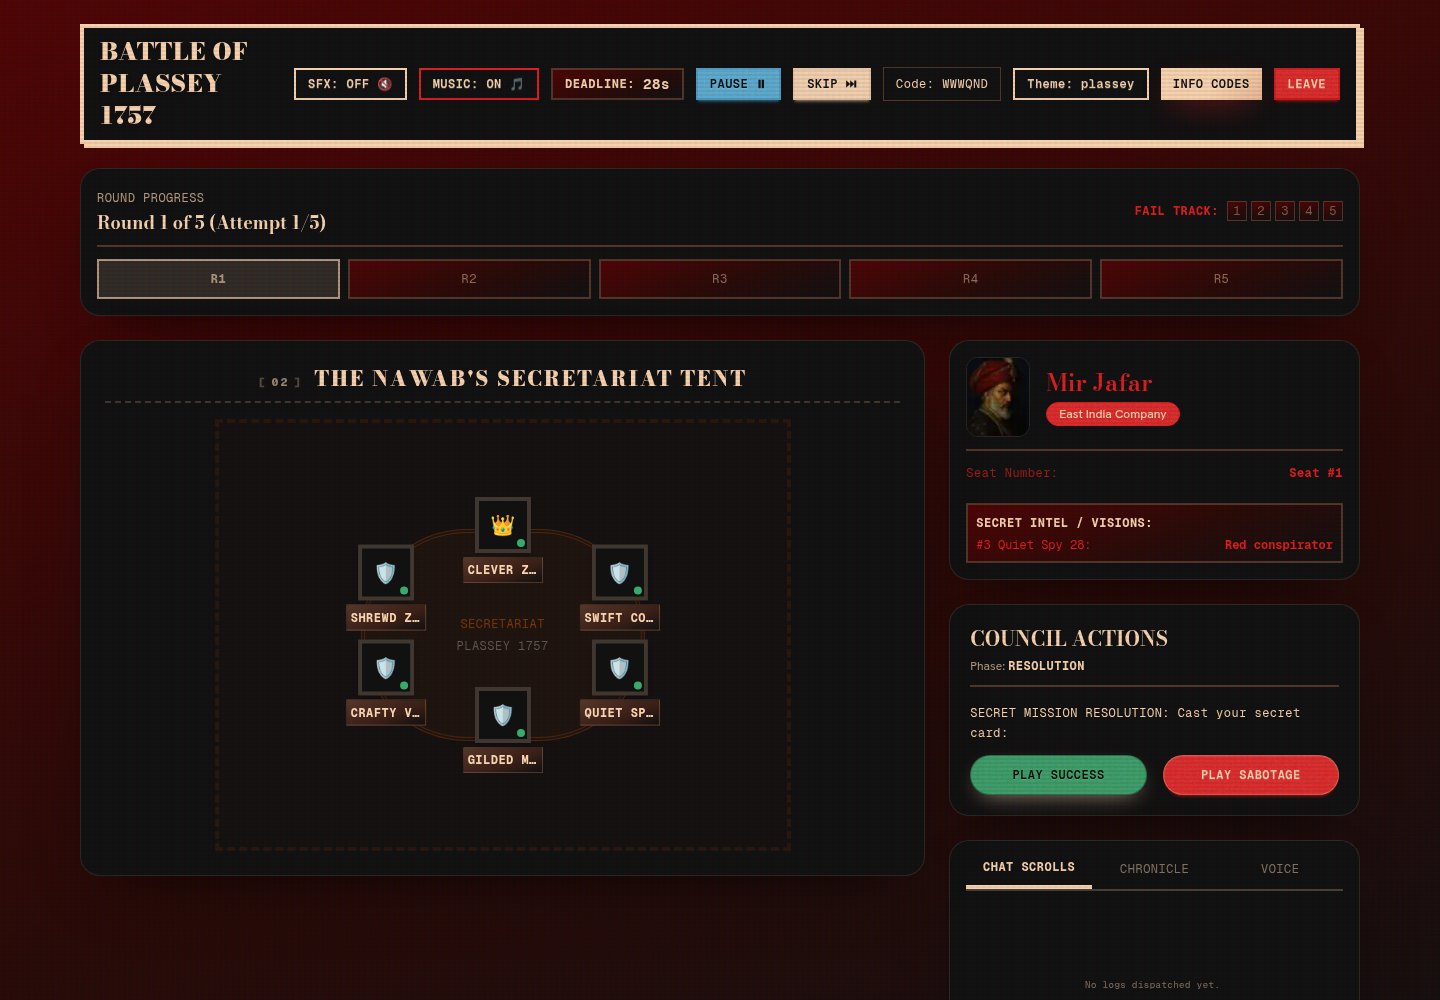 BATTLE OF
PLASSEY
1757
SFX: OFF 🔇
MUSIC: ON 🎵
DEADLINE: 28s
PAUSE ⏸
SKIP ⏭
Code: WWWQND
Theme: plassey
INFO CODES
LEAVE
ROUND PROGRESS
Round 1 of 5 (Attempt 1/5)
FAIL TRACK: 1 2 3 4 5
R1 R2 R3 R4 R5
[ 02 ] THE NAWAB'S SECRETARIAT TENT
CLEVER Z…
SHREWD Z…
SWIFT CO…
SECRETARIAT
PLASSEY 1757
CRAFTY V…
QUIET SP…
GILDED M…
Mir Jafar
East India Company
Seat Number: Seat #1
SECRET INTEL / VISIONS:
#3 Quiet Spy 28: Red conspirator
COUNCIL ACTIONS
Phase: RESOLUTION
SECRET MISSION RESOLUTION: Cast your secret
card:
PLAY SUCCESS PLAY SABOTAGE
CHAT SCROLLS CHRONICLE VOICE
No logs dispatched yet.